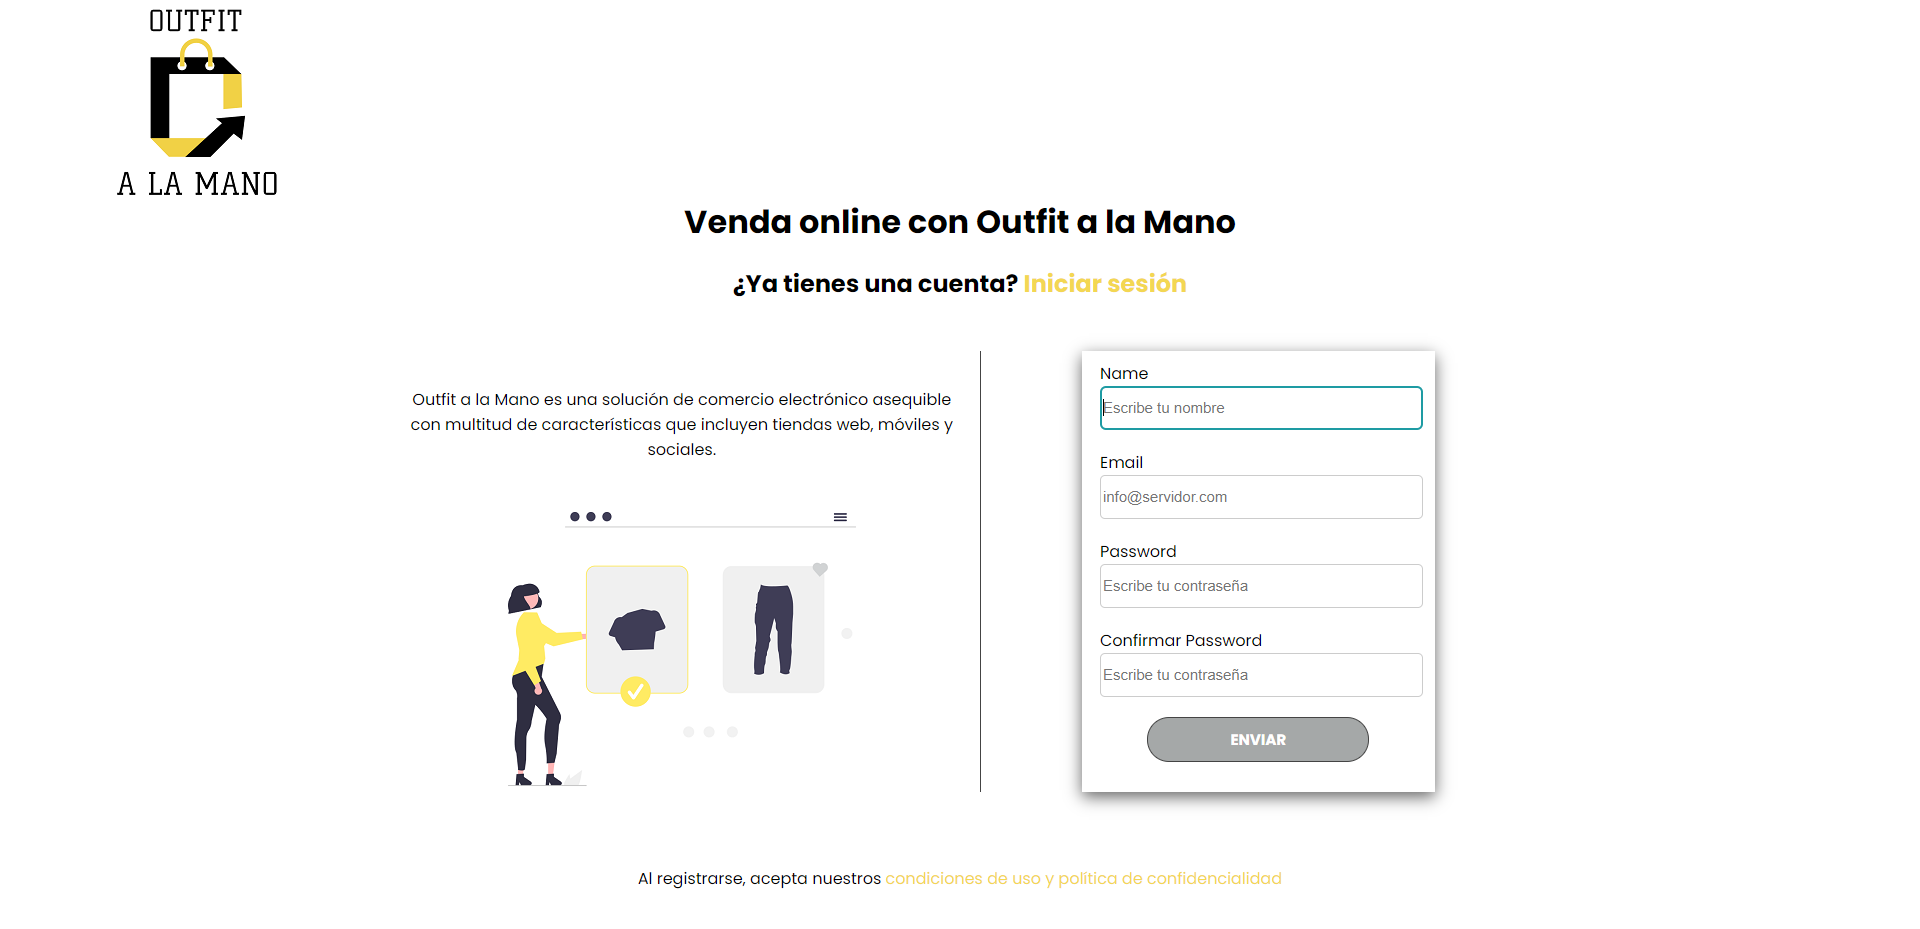 OUTFIT
A LA MANO
Venda online con Outfit a la Mano
¿Ya tienes una cuenta? Iniciar sesión
Outfit a la Mano es una solución de comercio electrónico asequible
con multitud de características que incluyen tiendas web, móviles y
sociales.
Name
Escribe tu nombre
Email
info@servidor.com
Password
Escribe tu contraseña
Confirmar Password
Escribe tu contraseña
ENVIAR
Al registrarse, acepta nuestros condiciones de uso y política de confidencialidad